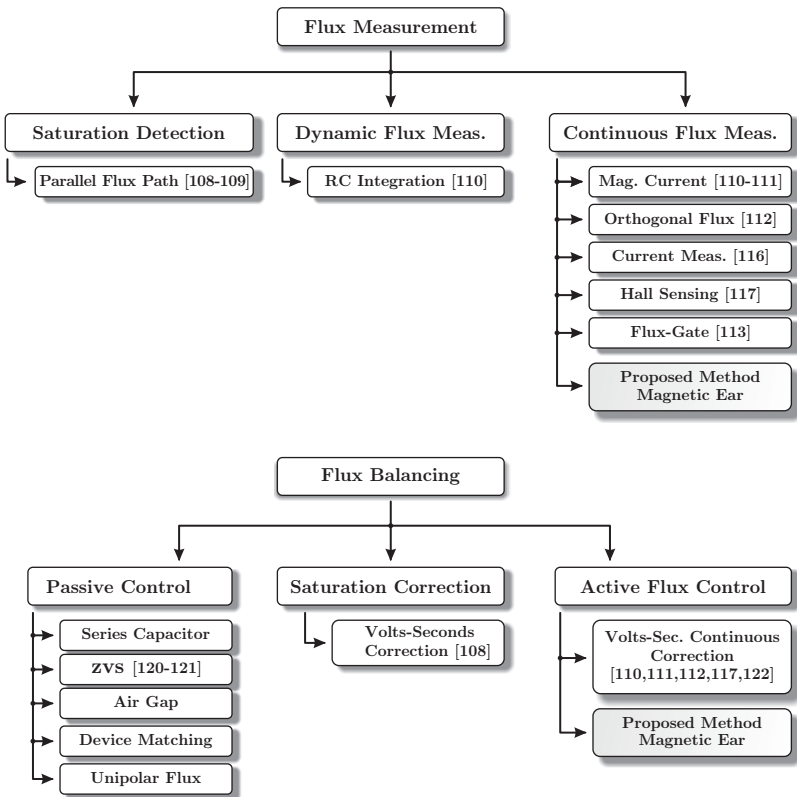 Flux Measurement
Saturation Detection
Dynamic Flux Meas.
Continuous Flux Meas.
Parallel Flux Path [108-109]
RC Integration [110]
Mag. Current [110-111]
Orthogonal Flux [112]
Current Meas. [116]
Hall Sensing [117]
Flux-Gate [113]
Proposed Method
Magnetic Ear
Flux Balancing
Passive Control
Saturation Correction
Active Flux Control
Series Capacitor
ZVS [120-121]
Air Gap
Device Matching
Unipolar Flux
Volts-Seconds
Correction [108]
Volts-Sec. Continuous
Correction
[110,111,112,117,122]
Proposed Method
Magnetic Ear